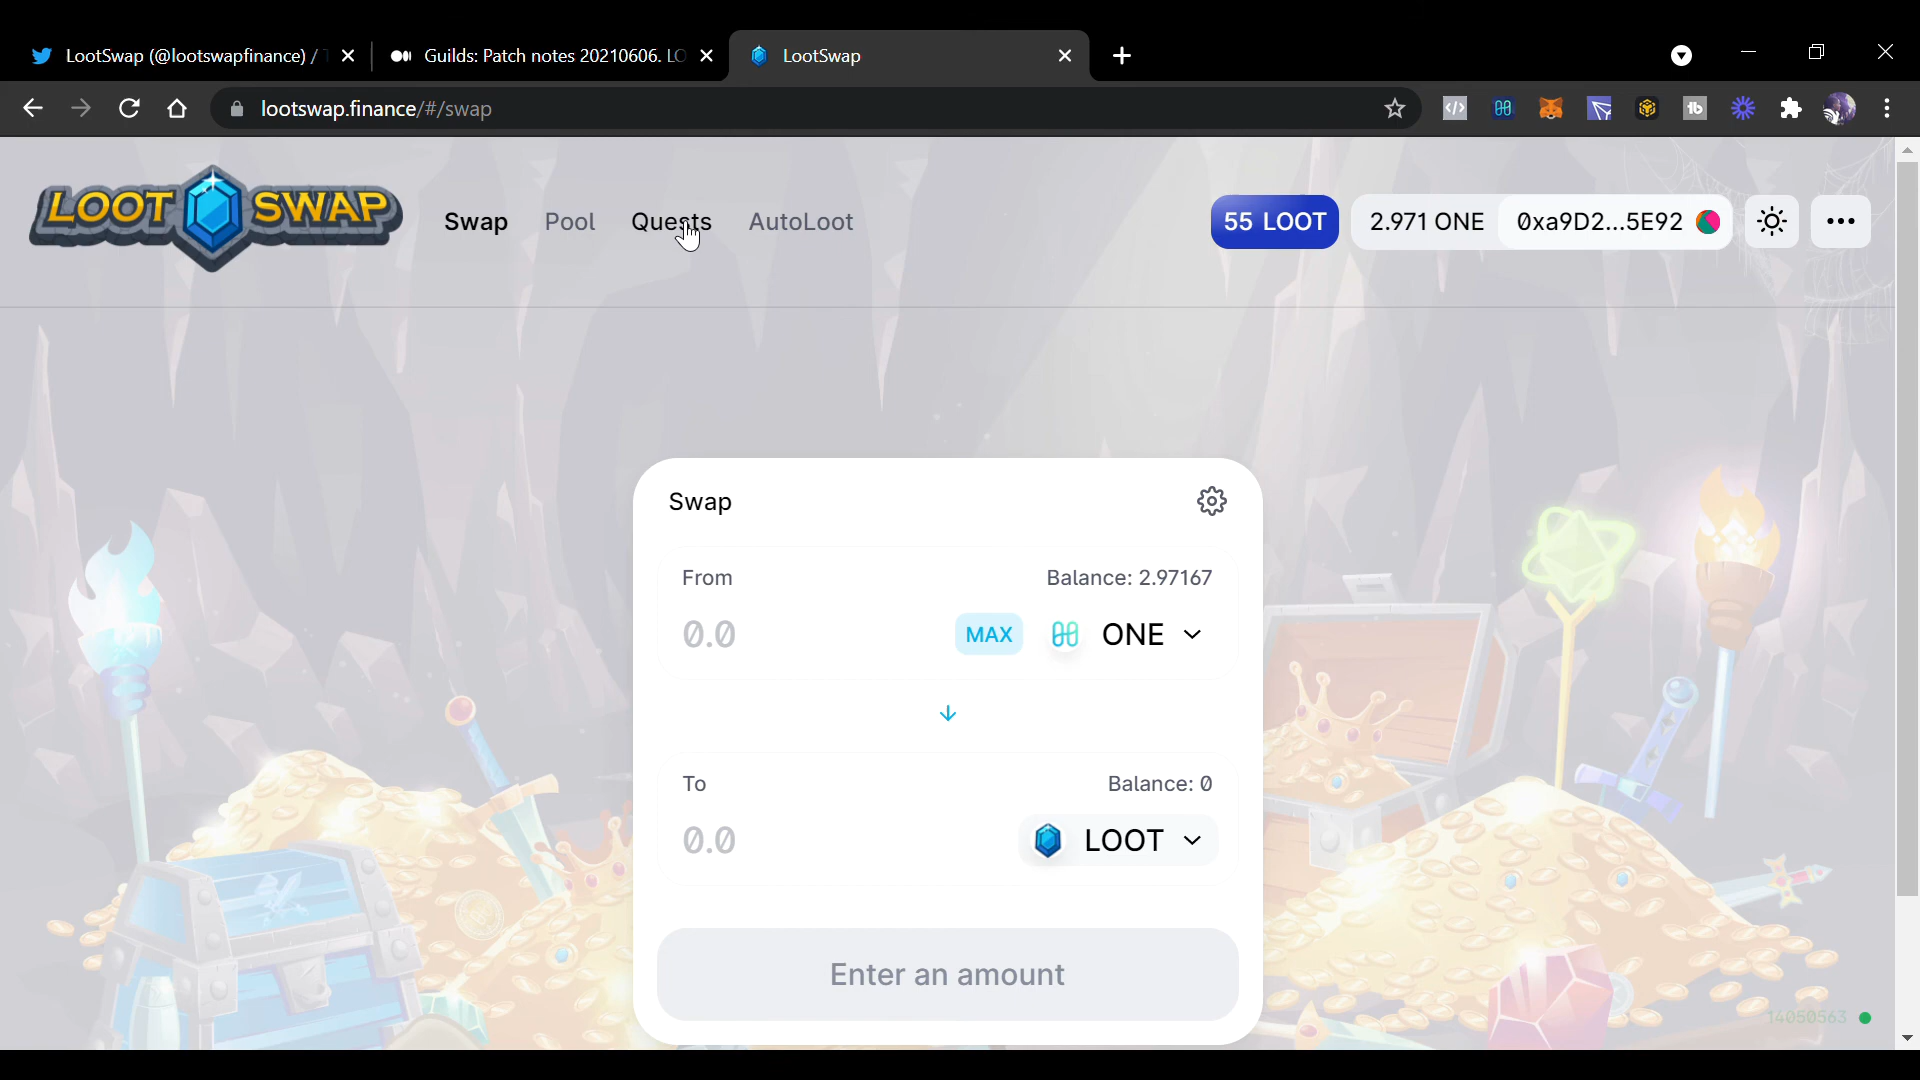 LootSwap (@lootswapfinance) /
Guilds: Patch notes 20210606. LO
LootSwap
lootswap.finance/#/swap
LOOT SWAP
Swap
Pool
Quests
AutoLoot
55 LOOT
2.971 ONE
0xa9D2...5E92
Swap
From
Balance: 2.97167
0.0
MAX
ONE
To
Balance: 0
0.0
LOOT
Enter an amount
14050563